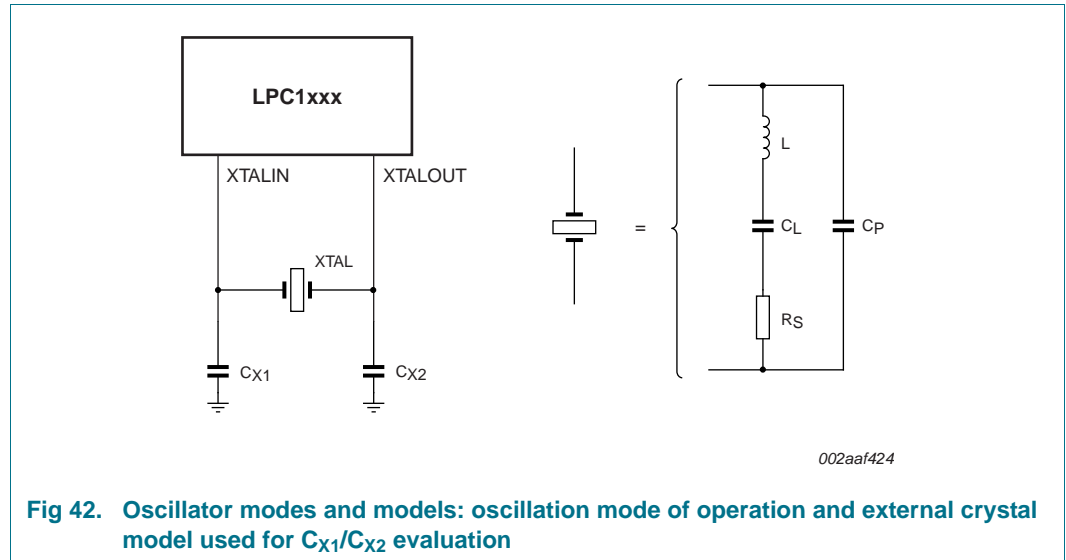 LPC1xxx
XTALIN
XTALOUT
XTAL
CX1
CX2
=
L
CL
CP
RS
002aaf424
Fig 42. Oscillator modes and models: oscillation mode of operation and external crystal
model used for CX1/CX2 evaluation